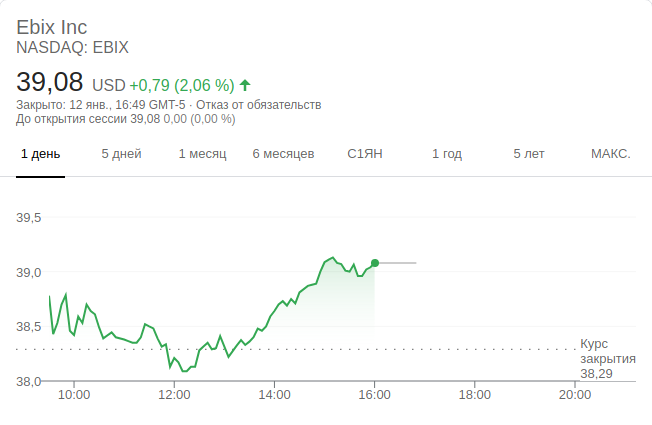 Ebix Inc
NASDAQ: EBIX
39,08 USD +0,79 (2,06 %)
Закрыто: 12 янв., 16:49 GMT-5 · Отказ от обязательств
До открытия сессии 39,08 0,00 (0,00 %)
1 день 5 дней 1 месяц 6 месяцев С1ЯН 1 год 5 лет МАКС.
39,5
39,0
38,5
38,0
Курс
закрытия
38,29
10:00 12:00 14:00 16:00 18:00 20:00